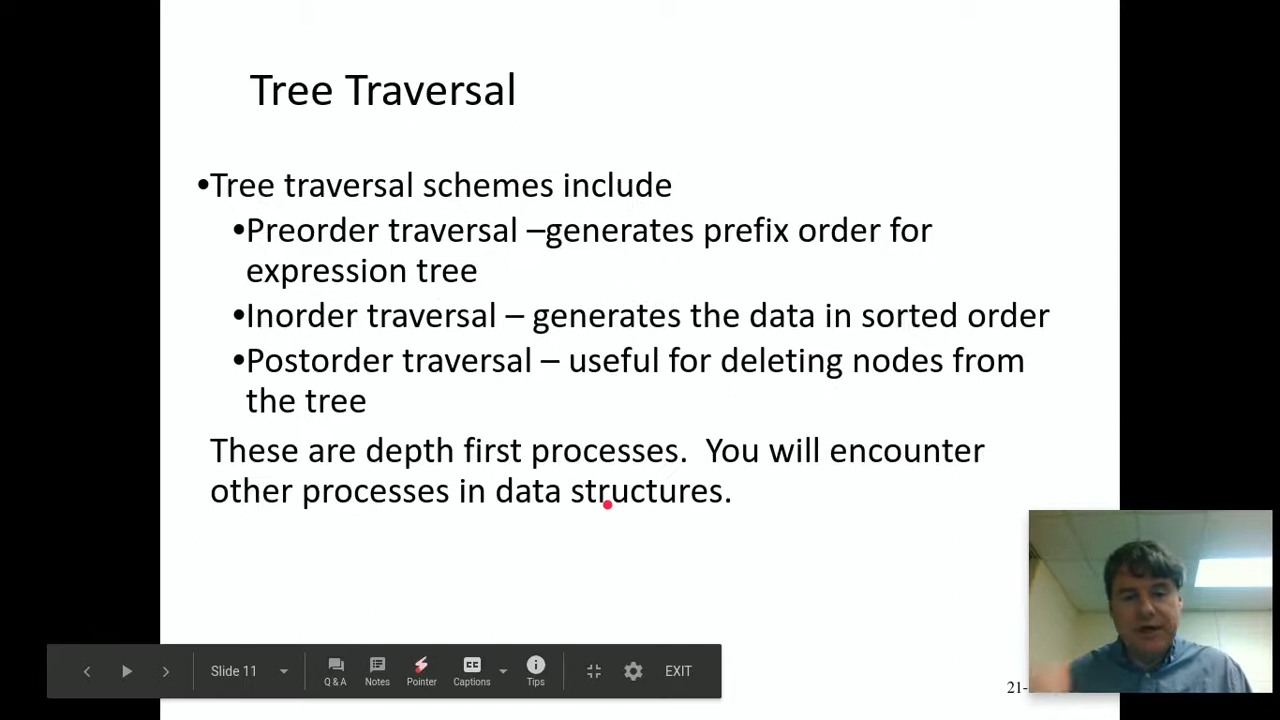 Tree Traversal
•Tree traversal schemes include
•Preorder traversal –generates prefix order for
expression tree
•Inorder traversal – generates the data in sorted order
•Postorder traversal – useful for deleting nodes from
the tree
These are depth first processes.  You will encounter
other processes in data structures.
Slide 11
Q & A
Notes
Pointer
CC
Captions
Tips
EXIT
21-